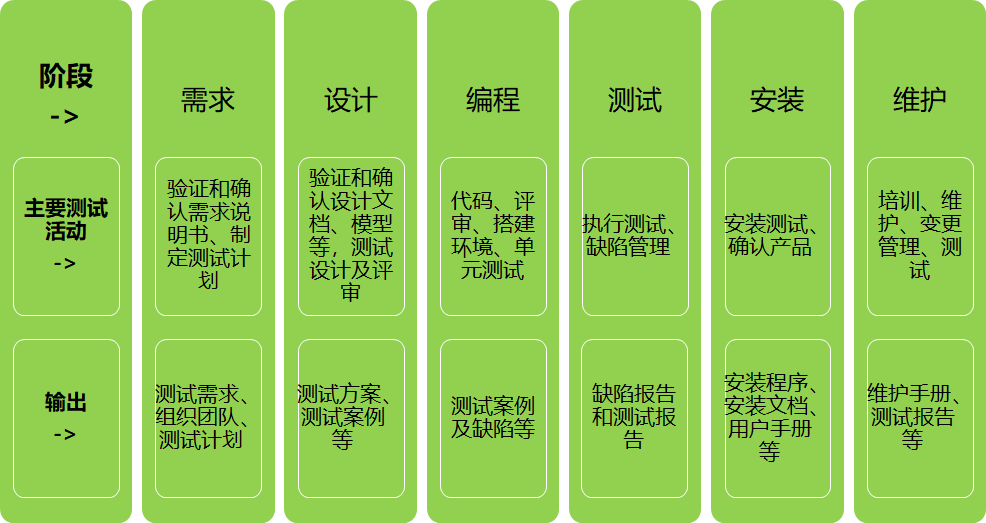 阶段
->
需求
设计
编程
测试
安装
维护
主要测试
活动
->
验证和确
认需求说
明书、制
定测试计
划
验证和确
认设计文
档、模型
等，测试
设计及评
审
代码、评
审、搭建
环境、单
元测试
执行测试、
缺陷管理
安装测试、
确认产品
培训、维
护、变更
管理、测
试
输出
->
测试需求、
组织团队、
测试计划
测试方案、
测试案例
等
测试案例
及缺陷等
缺陷报告
和测试报
告
安装程序、
安装文档、
用户手册
等
维护手册、
测试报告
等